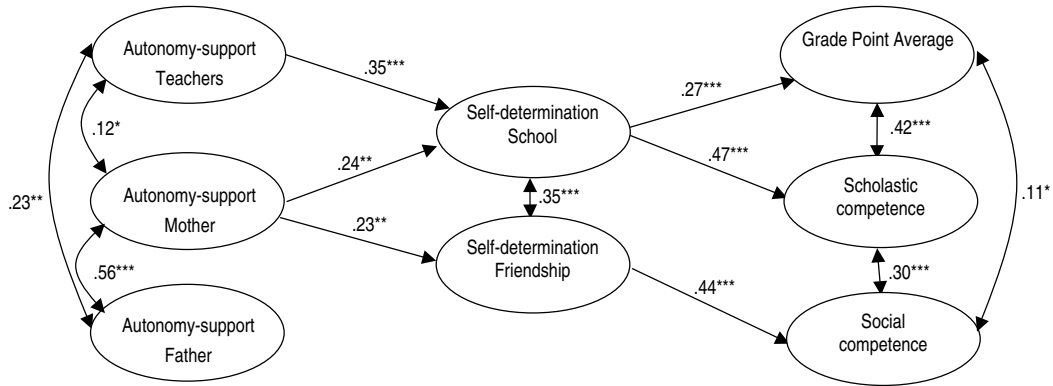 Autonomy-support
Teachers
Autonomy-support
Mother
Autonomy-support
Father
.12*
.23**
.56***
.35***
.24**
.23**
Self-determination
School
.35***
Self-determination
Friendship
.27***
.47***
.44***
Grade Point Average
.42***
Scholastic
competence
.30***
Social
competence
.11*